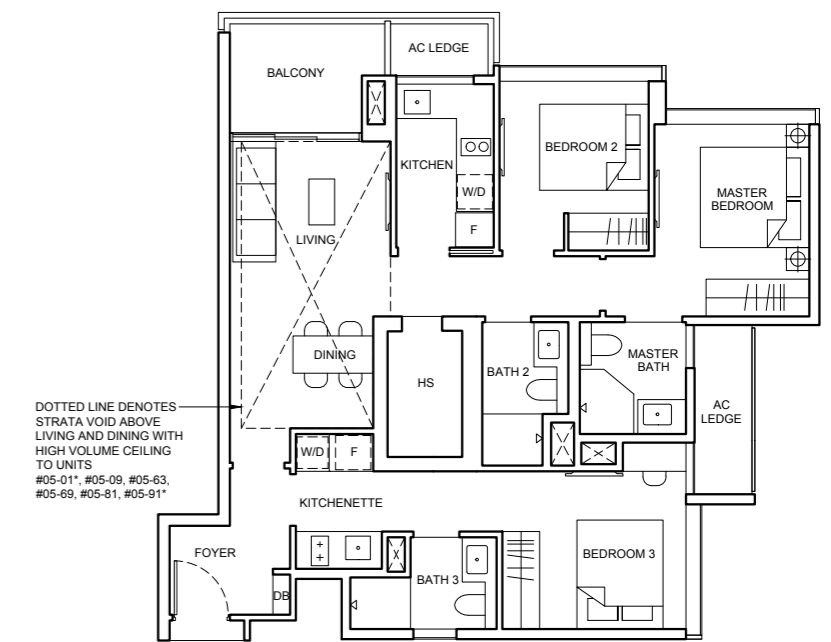 AC LEDGE
BALCONY
KITCHEN
BEDROOM 2
W/D
MASTER
BEDROOM
F
LIVING
DINING
HS
BATH 2
MASTER
BATH
AC
LEDGE
DOTTED LINE DENOTES
STRATA VOID ABOVE
LIVING AND DINING WITH
HIGH VOLUME CEILING
TO UNITS
#05-01*, #05-09, #05-63,
#05-69, #05-81, #05-91*
W/D
F
KITCHENETTE
FOYER
BEDROOM 3
BATH 3
DB